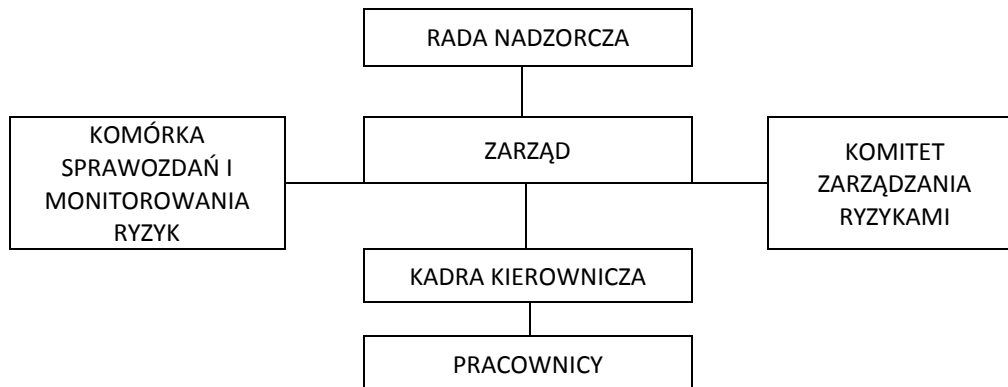 RADA NADZORCZA
KOMÓRKA
SPRAWOZDAŃ I
MONITOROWANIA
RYZYK
ZARZĄD
KOMITET
ZARZĄDZANIA
RYZYKAMI
KADRA KIEROWNICZA
PRACOWNICY